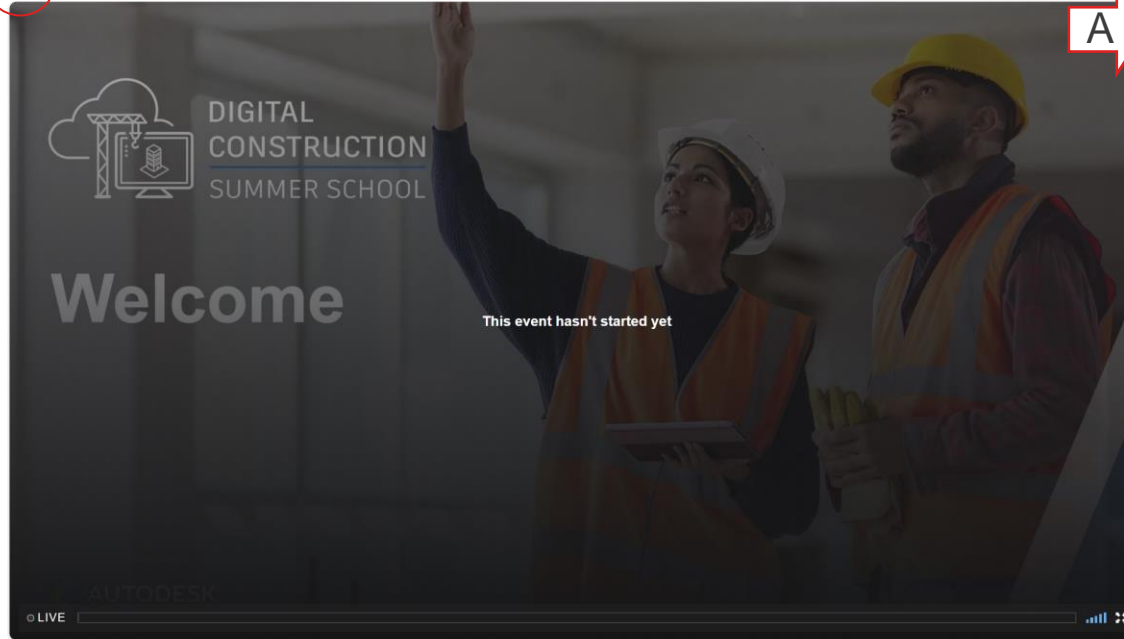 A
DIGITAL
CONSTRUCTION
SUMMER SCHOOL
Welcome
This event hasn't started yet
AUTODESK
LIVE